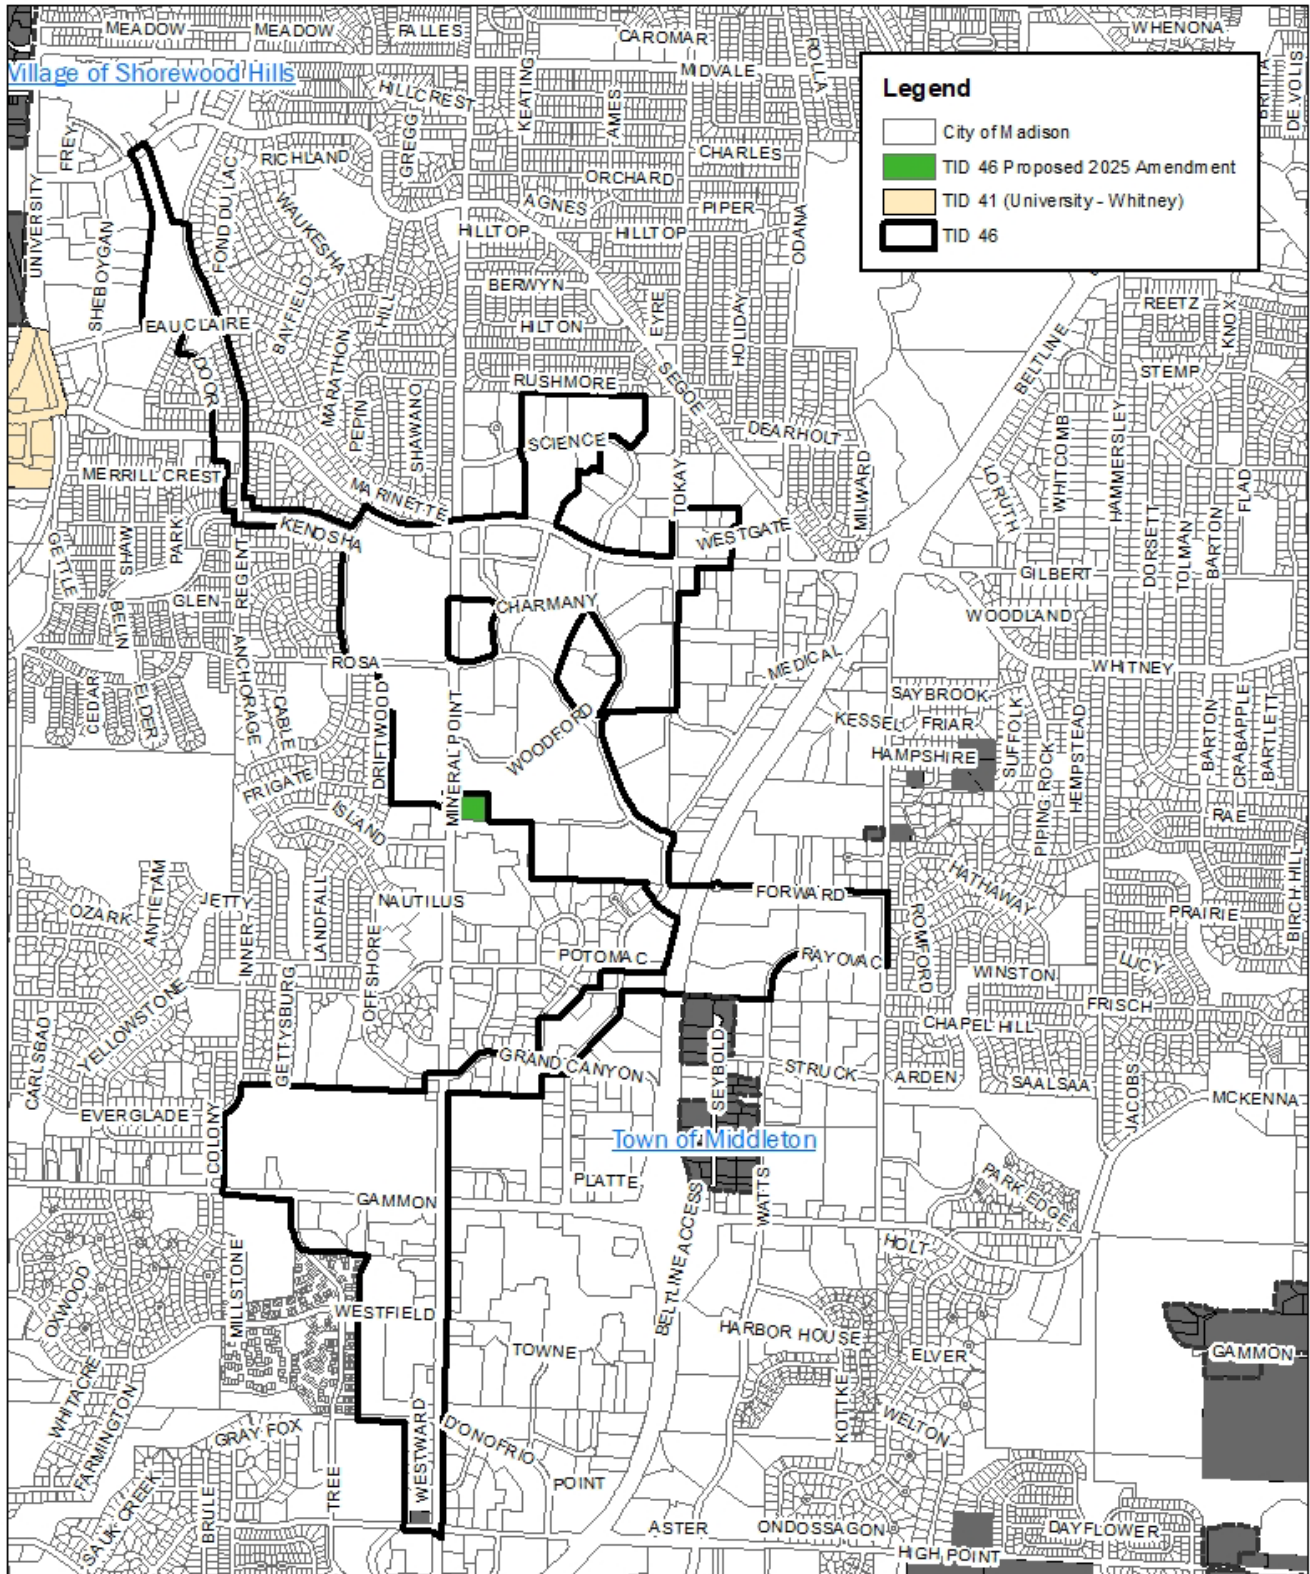 MEADOW
MEADOW
FALLES
CAROMAR
WHENONA
ROLLA
Village of Shorewood Hills
MIDVALE
HILLCREST
KEATING
AMES
BRITTA
DEVOLIS
Legend
City of Madison
TID 46 Proposed 2025 Amendment
TID 41 (University - Whitney)
TID 46
FREY
GREGG
RICHLAND
CHARLES
ORCHARD
UNIVERSITY
FOND DU LAC
WAUKESHA
AGNES
PIPER
HILLTOP
HILLTOP
ODANA
SHEBOYGAN
BERWYN
BAYFIELD
HILL
EYRE
HOLIDAY
REETZ
KNOX
EAU CLAIRE
HILTON
BELTLINE
MARATHON
DOOR
RUSHMORE
SEGOE
STEMP
PEPIN
SHAWANO
SCIENCE
DEARHOLT
WHITCOMB
HAMMERSLEY
MERRILL CREST
MARINETTE
TOKAY
MILWARD
LORUTH
FLAD
KENOSHA
WESTGATE
GETTLE
SHAW
PARK
REGENT
DORSETT
TOLMAN
BARTON
GILBERT
GLEN
BELIN
CHARMANY
WOODLAND
ANCHORAGE
ROSA
MEDICAL
WHITNEY
CEDAR
ELDER
CABLE
DRIFTWOOD
MINERAL POINT
WOODFORD
SAYBROOK
KESSEL
FRIAR
SUFFOLK
HAMPSHIRE
PIPING ROCK
HEMPSTEAD
BARTON
CRABAPPLE
BARTLETT
FRIGATE
ISLAND
RAE
ANTIETAM
JETTY
LANDFALL
NAUTILUS
FORWARD
HATHAWAY
OZARK
INNER
OFFSHORE
ROMFORD
PRAIRIE
BIRCH HILL
POTOMAC
RAYOVAC
WINSTON
LUCY
YELLOWSTONE
GETTYSBURG
FRISCH
CARLSBAD
CHAPEL HILL
GRAND CANYON
SEYBOLD
STRUCK
ARDEN
SAALSAA
JACOBS
MCKENNA
EVERGLADE
COLONY
Town of Middleton
PLATTE
GAMMON
WATTS
PARK EDGE
BELTLINE ACCESS
MILLSTONE
HOLT
OXWOOD
WESTFIELD
HARBOR HOUSE
TOWNE
ELVER
GAMMON
WHITACRE
FARMINGTON
KOTTKE
WELTON
GRAY FOX
WESTWARD
D'ONOFRIO
TREE
POINT
SAUK CREEK
BRULE
ASTER
ONDOSSAGON
DAYFLOWER
HIGH POINT